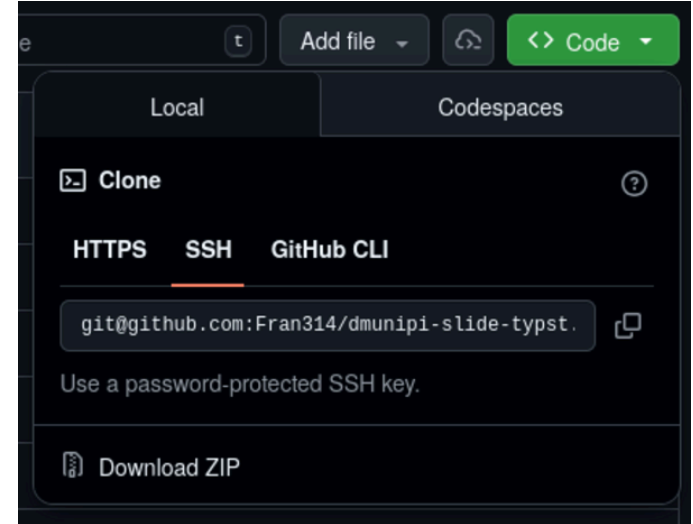 e t Add file <> Code
Local Codespaces
Clone
HTTPS SSH GitHub CLI
git@github.com:Fran314/dmunipi-slide-typst.
Use a password-protected SSH key.
Download ZIP